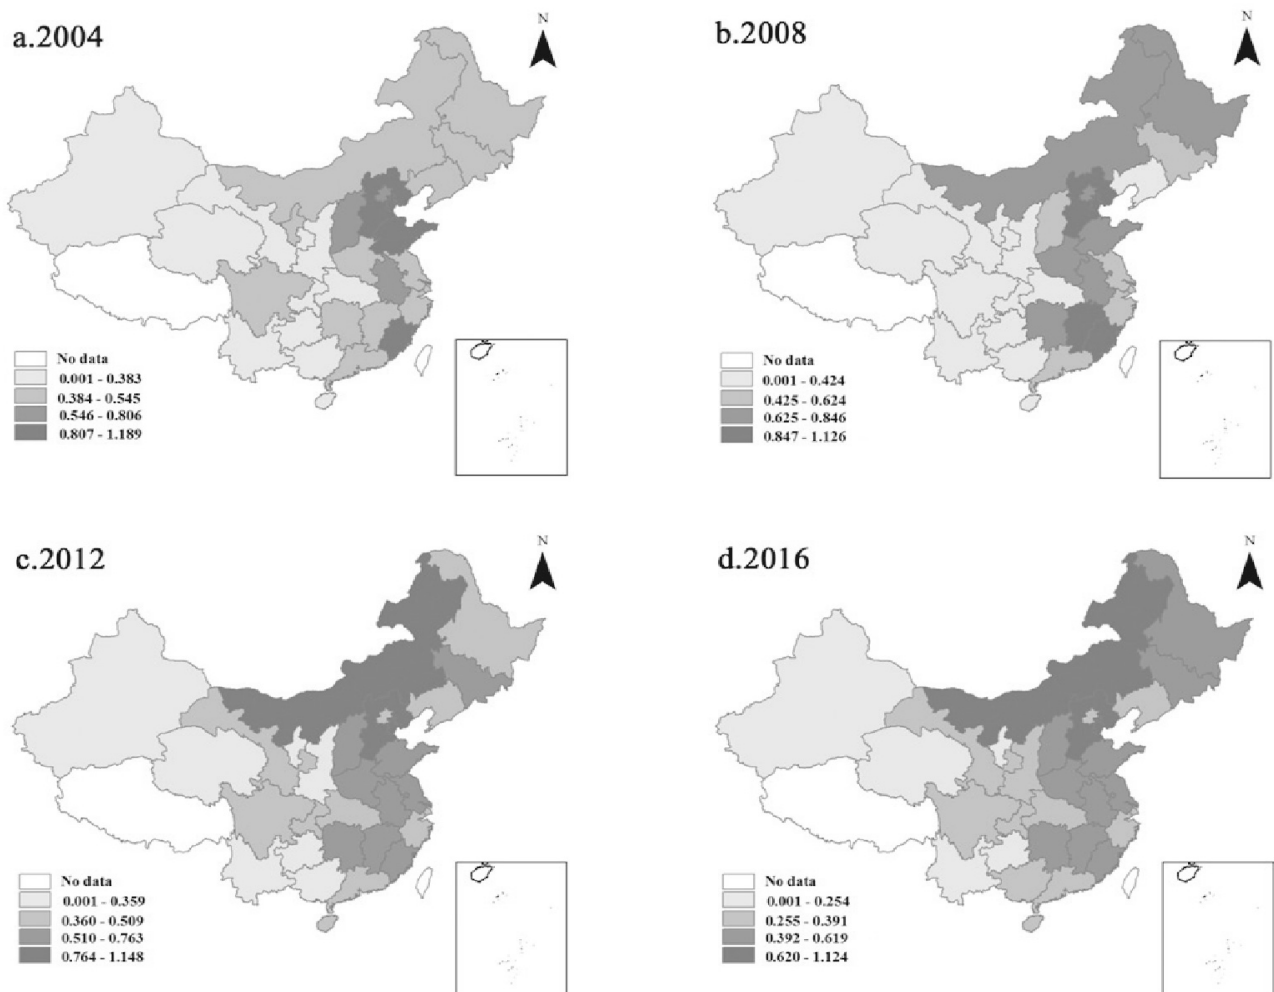 a.2004
N
No data
0.001 - 0.383
0.384 - 0.545
0.546 - 0.806
0.807 - 1.189
b.2008
N
No data
0.001 - 0.424
0.425 - 0.624
0.625 - 0.846
0.847 - 1.126
c.2012
N
No data
0.001 - 0.359
0.360 - 0.509
0.510 - 0.763
0.764 - 1.148
d.2016
N
No data
0.001 - 0.254
0.255 - 0.391
0.392 - 0.619
0.620 - 1.124